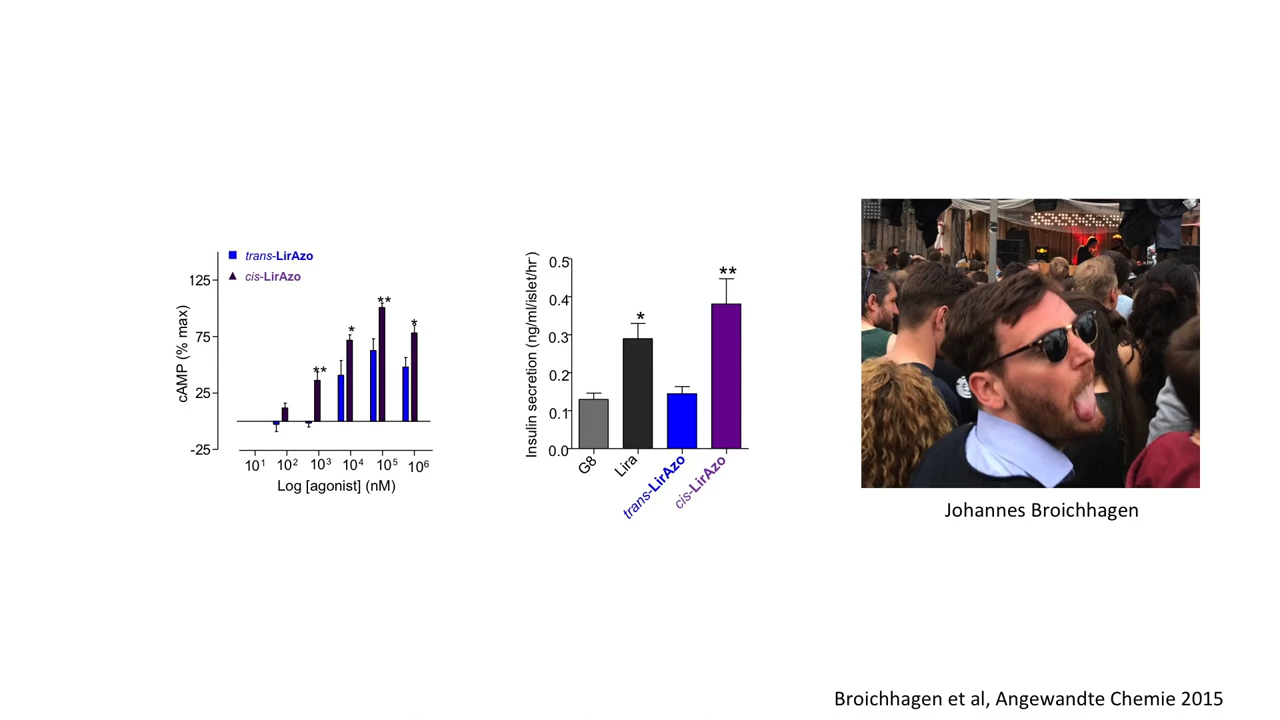 trans-LirAzo
cis-LirAzo
125
75
25
-25
cAMP (% max)
**
*
**
*
10¹ 10² 10³ 10⁴ 10⁵ 10⁶
Log [agonist] (nM)
Insulin secretion (ng/ml/islet/hr)
0.5
0.4
0.3
0.2
0.1
0.0
*
**
G8
Lira
trans-LirAzo
cis-LirAzo
Johannes Broichhagen
Broichhagen et al, Angewandte Chemie 2015